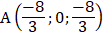 A (-8/3 ; 0; -8/3)